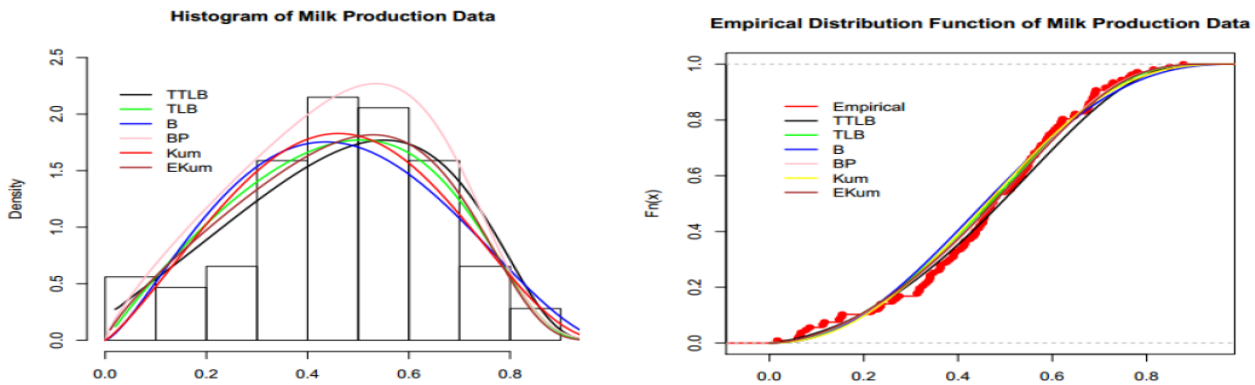 Histogram of Milk Production Data
Density
2.5
2.0
1.5
1.0
0.5
0.0
TTLB
TLB
B
BP
Kum
EKum
0.0 0.2 0.4 0.6 0.8
Empirical Distribution Function of Milk Production Data
Fn(x)
1.0
0.8
0.6
0.4
0.2
0.0
Empirical
TTLB
TLB
B
BP
Kum
EKum
0.0 0.2 0.4 0.6 0.8